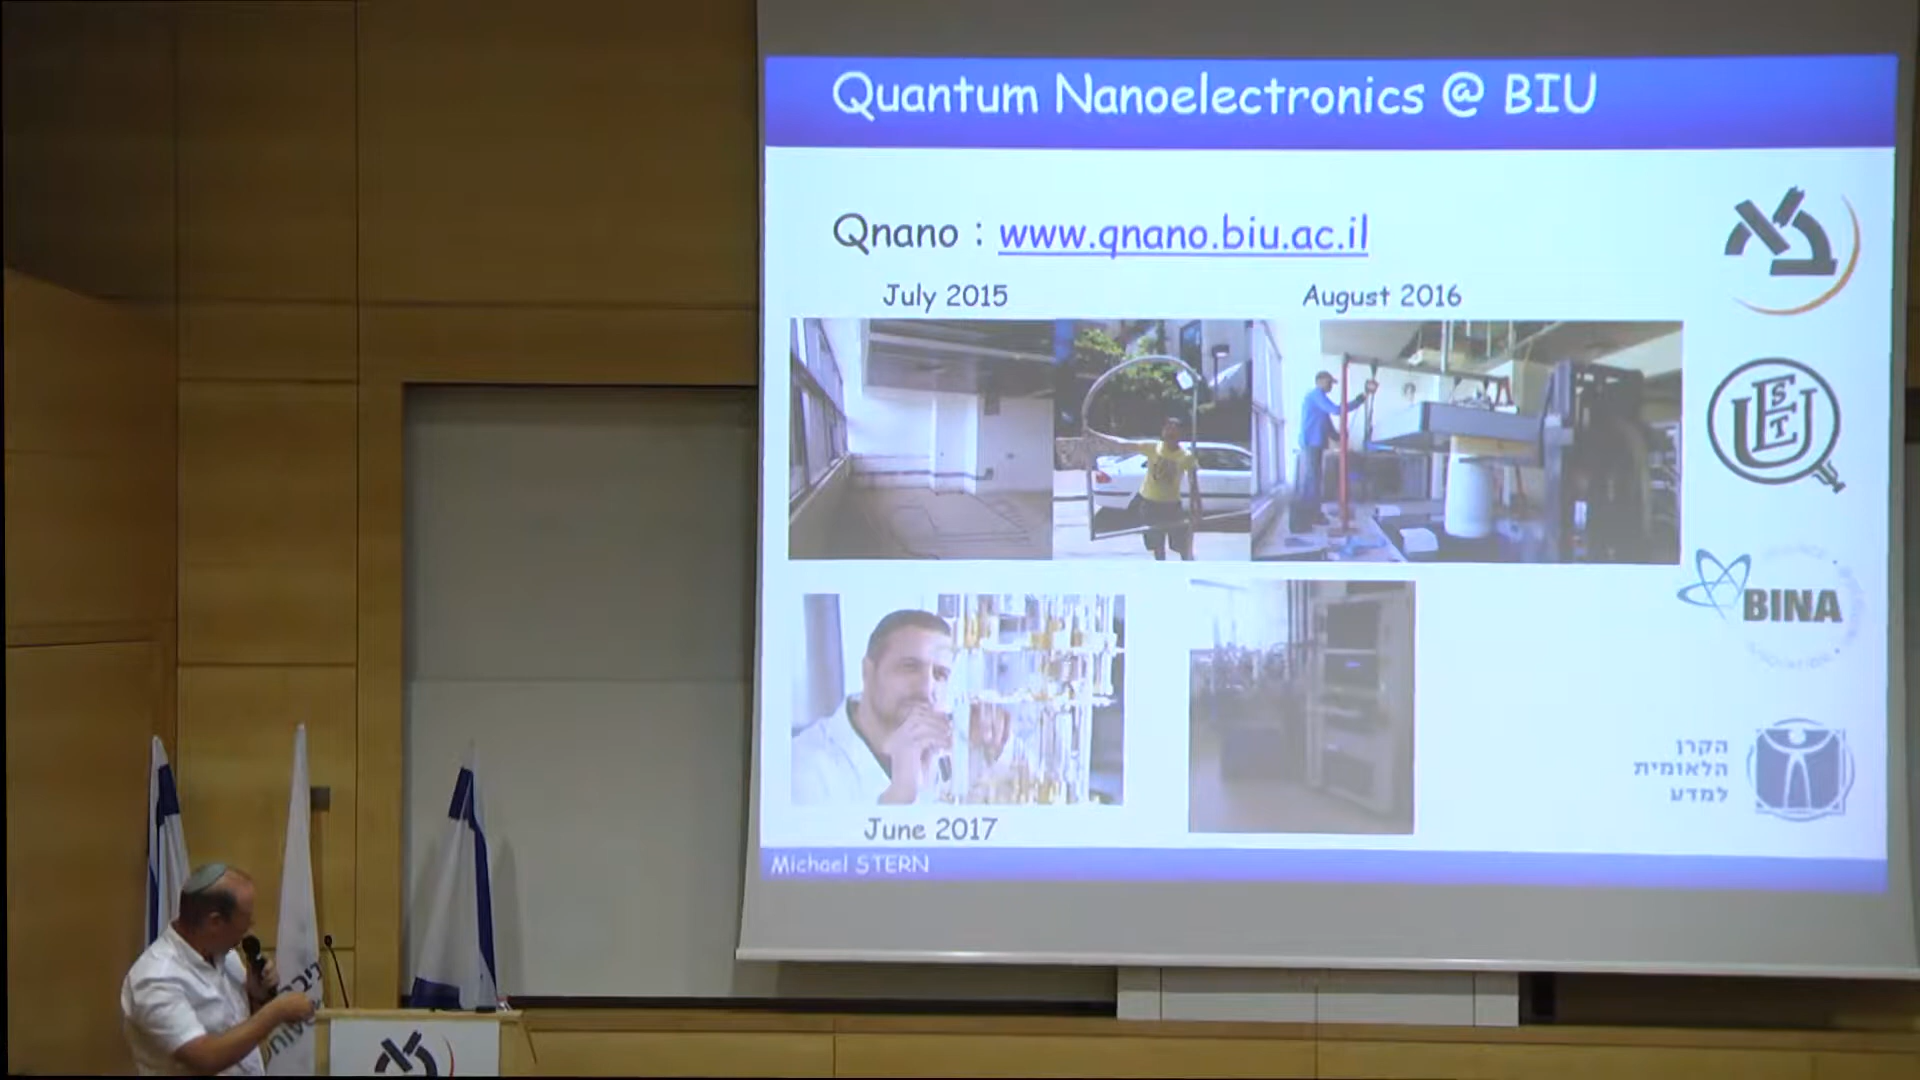 Quantum Nanoelectronics @ BIU
Qnano : www.qnano.biu.ac.il
July 2015
August 2016
UEST
BINA
הקרן
הלאומית
למדע
June 2017
Michael STERN